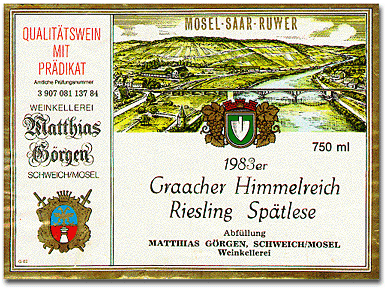 QUALITÄTSWEIN
MIT
PRÄDIKAT
Amtliche Prüfungsnummer
3 907 081 137 84
WEINKELLEREI
Matthias
Görgen
SCHWEICH/MOSEL
MOSEL-SAAR-RUWER
750 ml
1983er
Graacher Himmelreich
Riesling Spätlese
Abfüllung
MATTHIAS GÖRGEN, SCHWEICH/MOSEL
Weinkellerei